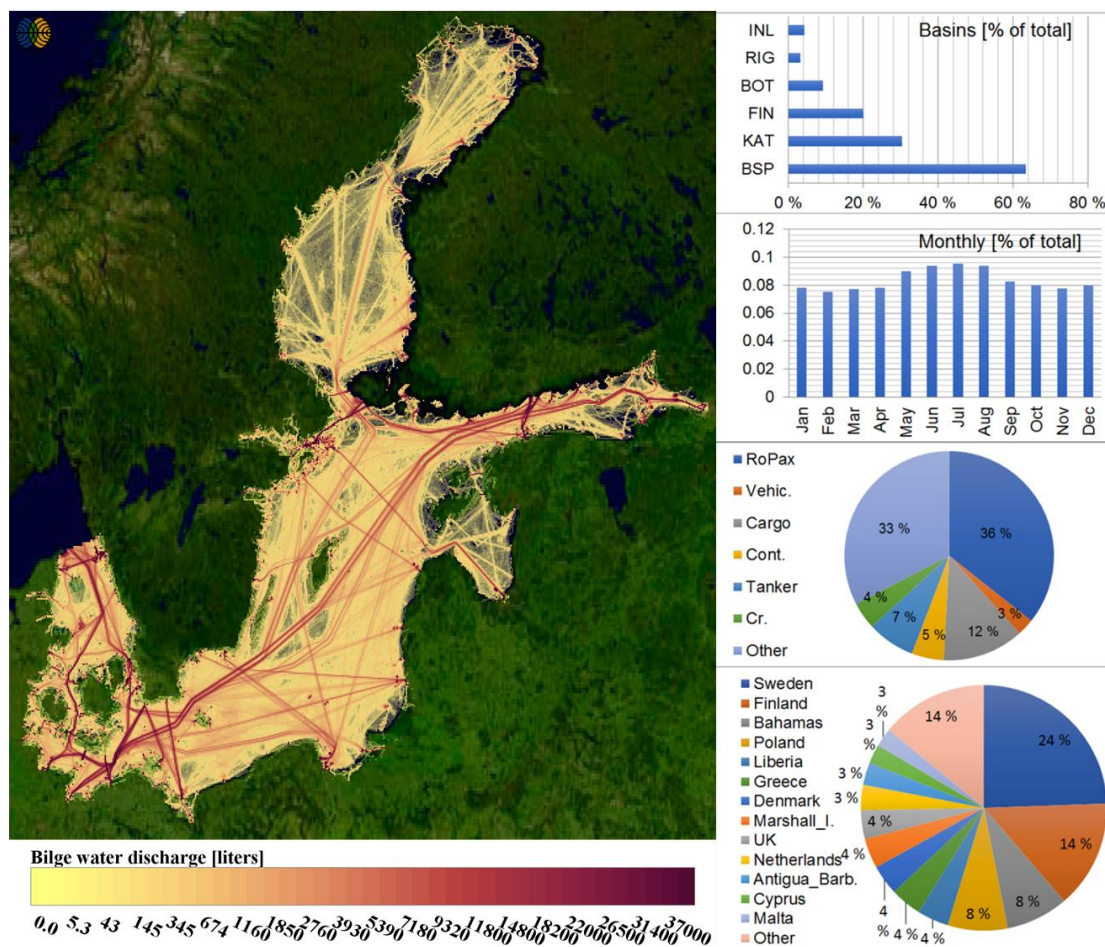 Basins [% of total]
INL
RIG
BOT
FIN
KAT
BSP
0 % 20 % 40 % 60 % 80 %
Monthly [% of total]
0.12
0.1
0.08
0.06
0.04
0.02
0
Jan Feb Mar Apr May Jun Jul Aug Sep Oct Nov Dec
RoPax
Vehic.
Cargo
Cont.
Tanker
Cr.
Other
36 %
3 %
12 %
5 %
7 %
4 %
33 %
Sweden
Finland
Bahamas
Poland
Liberia
Greece
Denmark
Marshall_I.
UK
Netherlands
Antigua_Barb.
Cyprus
Malta
Other
24 %
14 %
8 %
8 %
4 %
4 %
4 %
4 %
4 %
3 %
3 %
3 %
3 %
14 %
Bilge water discharge [liters]
0.0 5.3 43 145 345 674 1160 1850 2760 3930 5390 7180 9320 11800 14800 18200 22000 26500 31400 37000